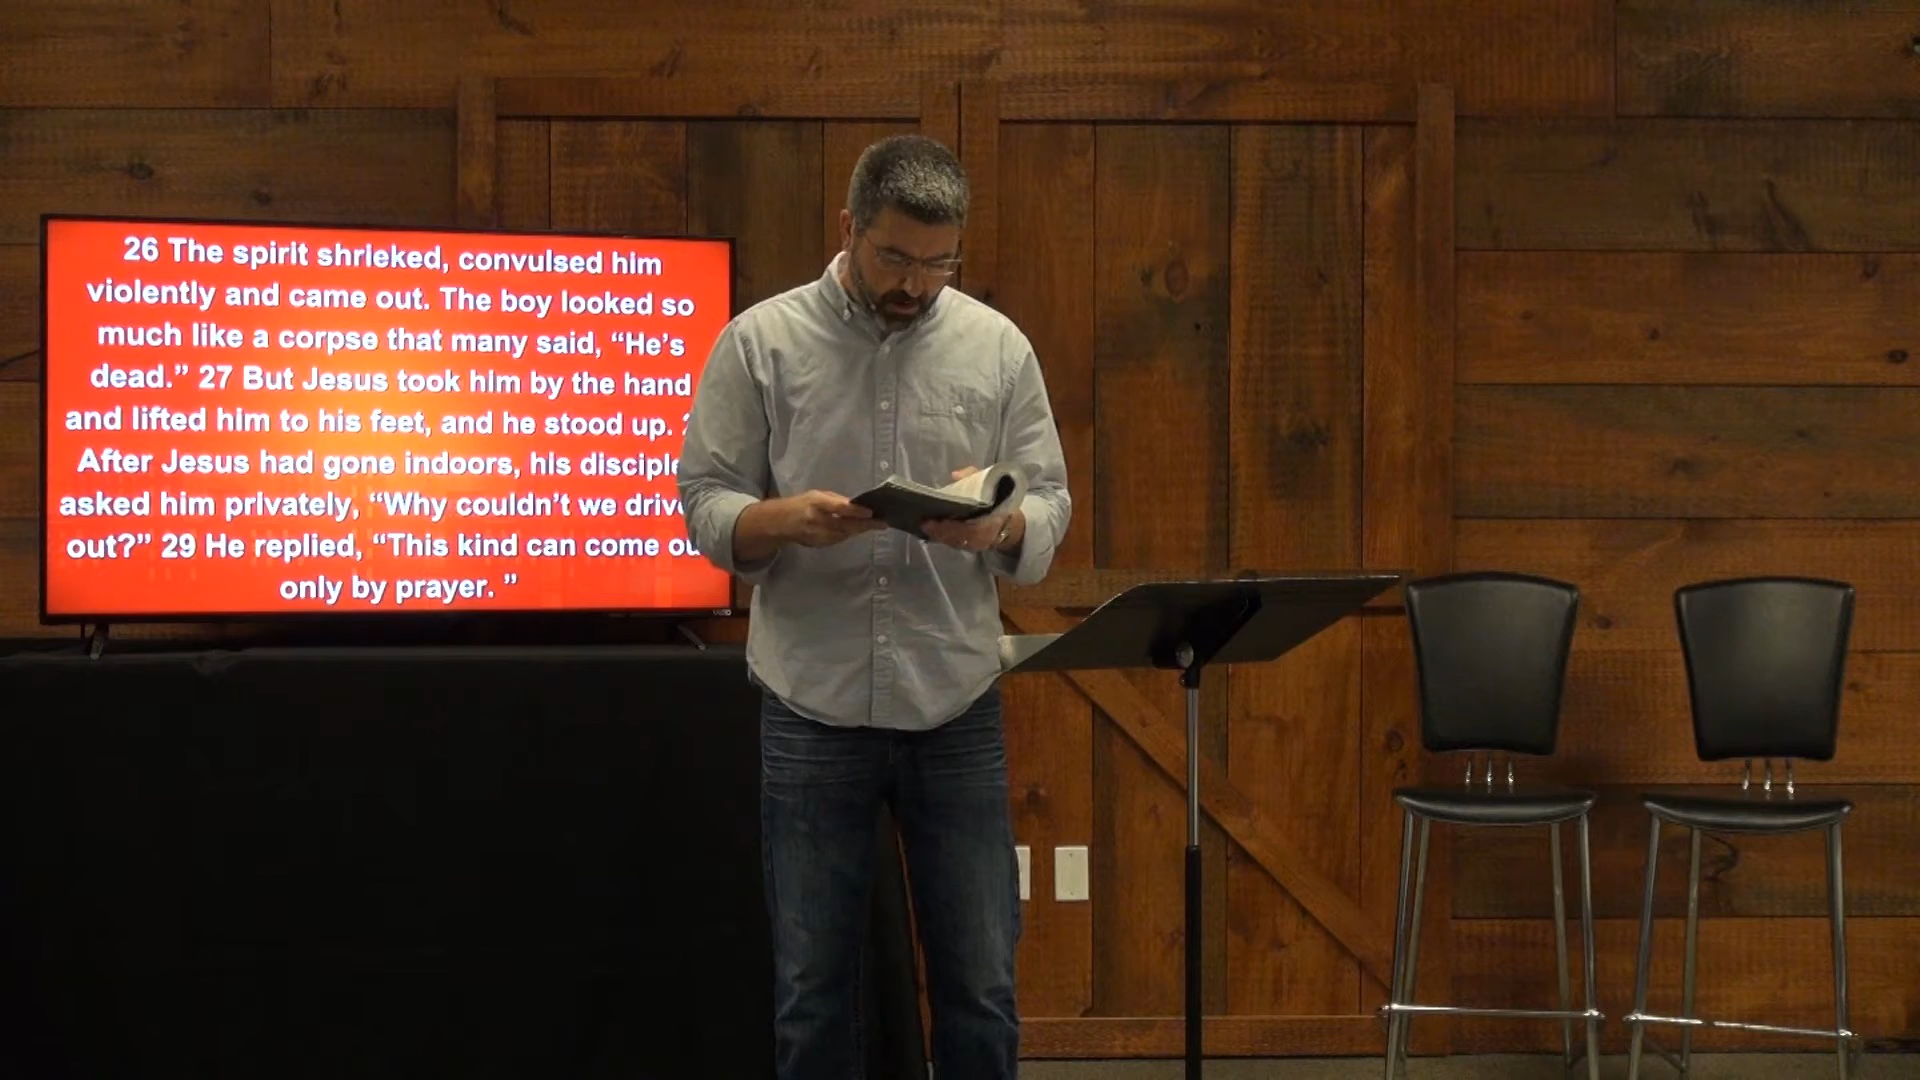 26 The spirit shrieked, convulsed him
violently and came out. The boy looked so
much like a corpse that many said, “He’s
dead.” 27 But Jesus took him by the hand
and lifted him to his feet, and he stood up.
After Jesus had gone indoors, his
asked him privately, “Why couldn’t we
out?” 29 He replied, “This kind can come
only by prayer. ”